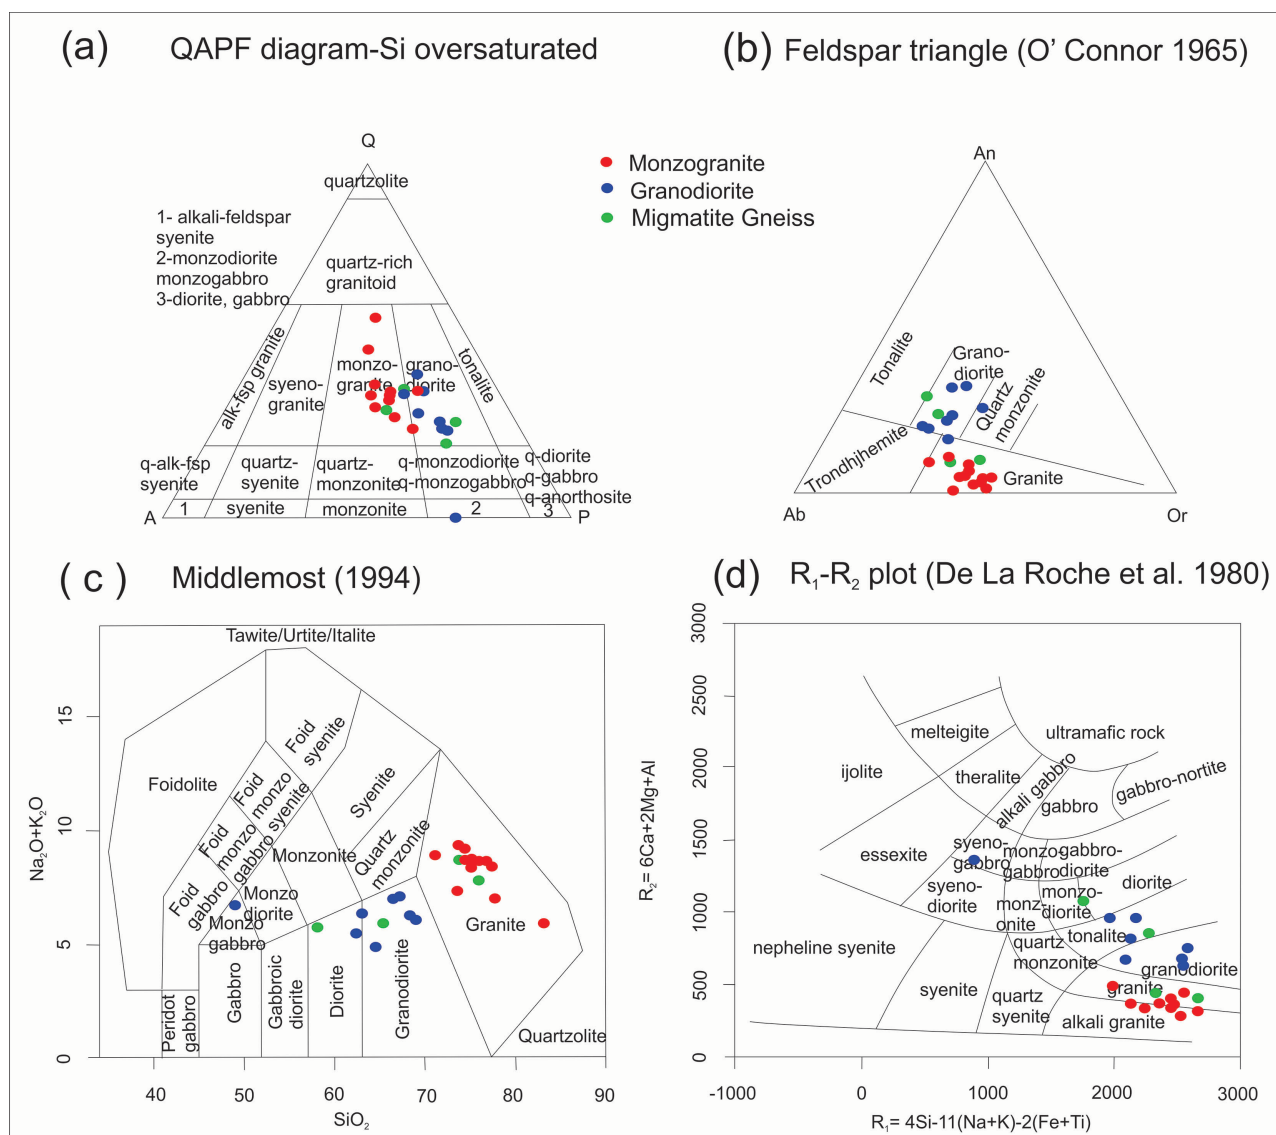 (a) QAPF diagram-Si oversaturated
Q
quartzolite
1- alkali-feldspar
syenite
2-monzodiorite
monzogabbro
3-diorite, gabbro
quartz-rich
granitoid
alk-fsp granite
syeno-
granite
monzo-
granite
grano-
diorite
tonalite
q-alk-fsp
syenite
quartz-
syenite
quartz-
monzonite
q-monzodiorite
q-monzogabbro
q-diorite
q-gabbro
q-anorthosite
A
1
syenite
monzonite
2
3
P
Monzogranite
Granodiorite
Migmatite Gneiss
(b) Feldspar triangle (O' Connor 1965)
An
Tonalite
Grano-
diorite
Quartz
monzonite
Trondhjhemite
Granite
Ab
Or
( c ) Middlemost (1994)
Tawite/Urtite/Italite
Foidolite
Foid
syenite
Foid
monzo
syenite
Foid
monzo
gabbro
Foid
gabbro
Syenite
Monzonite
Quartz
monzonite
Monzo
diorite
Monzo
gabbro
Granite
Peridot
gabbro
Gabbro
Gabbroic
diorite
Diorite
Granodiorite
Quartzolite
Na₂O+K₂O
0
5
10
15
40 50 60 70 80 90
SiO₂
(d) R₁-R₂ plot (De La Roche et al. 1980)
melteigite
ultramafic rock
ijolite
theralite
alkali gabbro
gabbro
gabbro-nortite
essexite
syeno-
gabbro
monzo-
gabbro
gabbro-
diorite
syeno-
diorite
monz-
onite
monzo-
diorite
diorite
nepheline syenite
quartz
monzonite
tonalite
granodiorite
syenite
quartz
syenite
granite
alkali granite
R₂= 6Ca+2Mg+Al
0
500
1000
1500
2000
2500
3000
-1000 0 1000 2000 3000
R₁= 4Si-11(Na+K)-2(Fe+Ti)